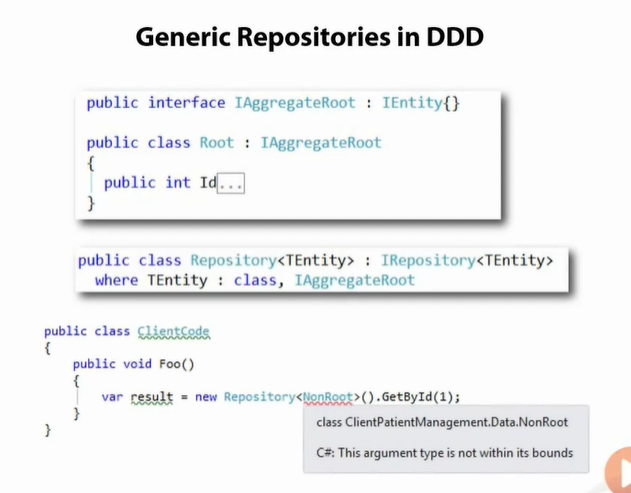 Generic Repositories in DDD
public interface IAggregateRoot : IEntity{}
public class Root : IAggregateRoot
{
public int Id...
}
public class Repository<TEntity> : IRepository<TEntity>
where TEntity : class, IAggregateRoot
public class ClientCode
{
public void Foo()
{
var result = new Repository<NonRoot>().GetById(1);
}
}
class ClientPatientManagement.Data.NonRoot
C#: This argument type is not within its bounds